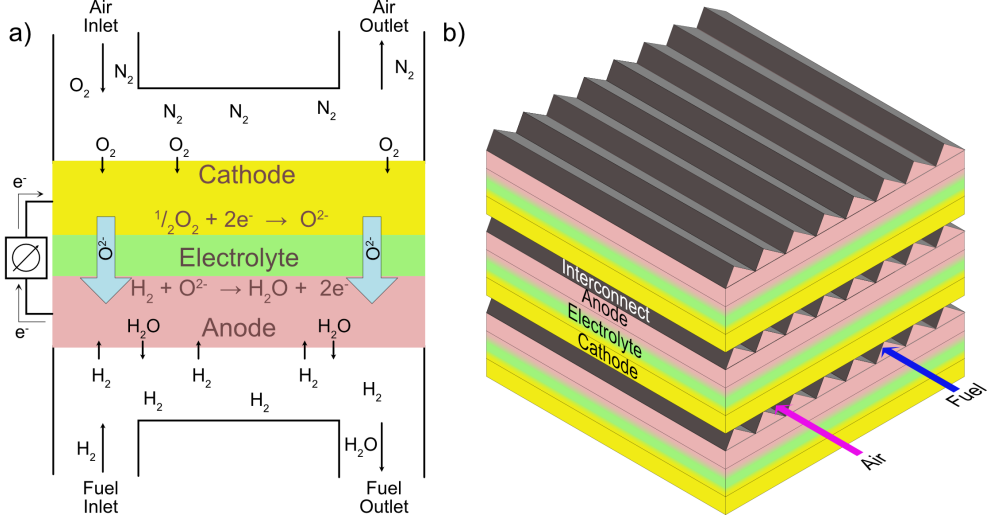 a)
Air
Inlet
Air
Outlet
O₂
N₂
N₂
N₂
N₂
N₂
O₂
O₂
O₂
Cathode
e⁻
¹/₂O₂ + 2e⁻ → O²⁻
O²⁻
O²⁻
Electrolyte
H₂ + O²⁻ → H₂O + 2e⁻
Anode
e⁻
H₂O
H₂O
H₂
H₂
H₂
H₂
H₂
H₂
H₂
H₂O
Fuel
Inlet
Fuel
Outlet
b)
Interconnect
Anode
Electrolyte
Cathode
Fuel
Air